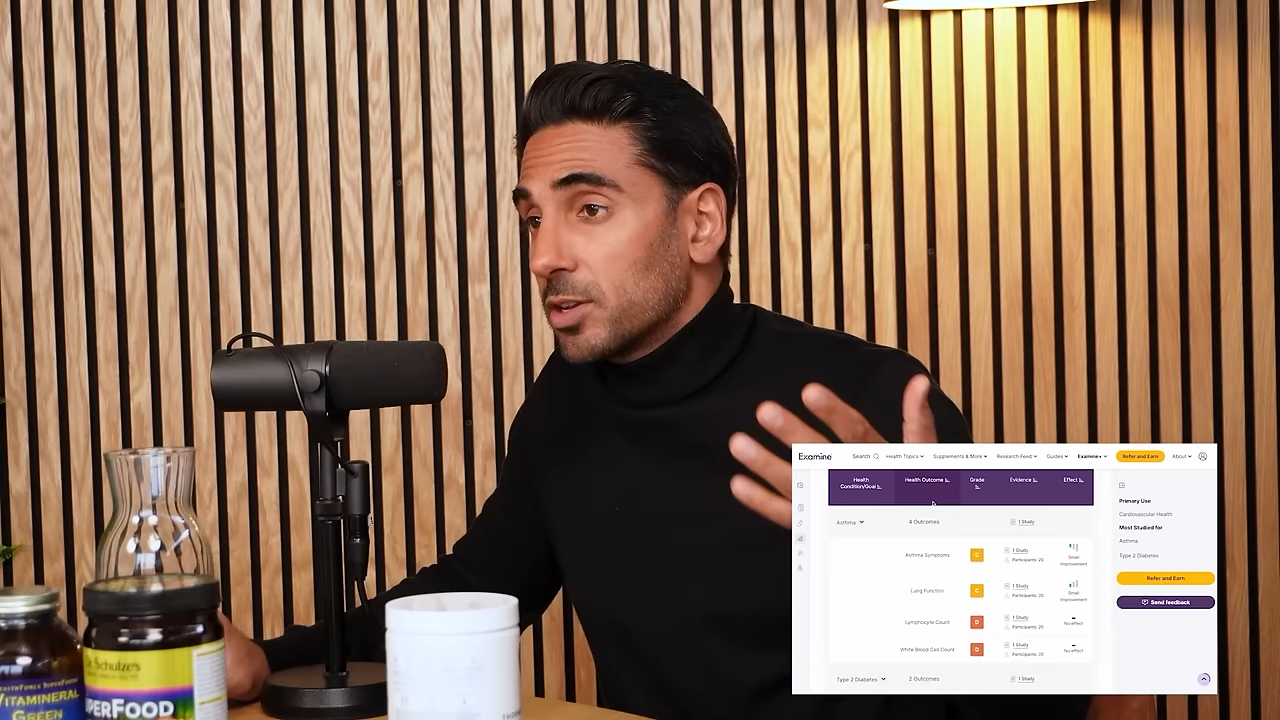 Examine
Search Health Topics Supplements & More Research Feed Guides Examine+ Refer and Earn About
Health Condition/Goal Health Outcome Grade Evidence Effect
Asthma 4 Outcomes 1 Study
Asthma Symptoms C 1 Study Participants: 20 Small Improvement
Lung Function C 1 Study Participants: 20 Small Improvement
Lymphocyte Count D 1 Study Participants: 20 No effect
White Blood Cell Count D 1 Study Participants: 20 No effect
Type 2 Diabetes 2 Outcomes 1 Study
Primary Use
Cardiovascular Health
Most Studied for
Asthma
Type 2 Diabetes
Refer and Earn
Send feedback
Dr. Schulze's
PERFOOD
HEALTHFORCE SUPERFOODS
VITAMINERAL
GREEN
THORN